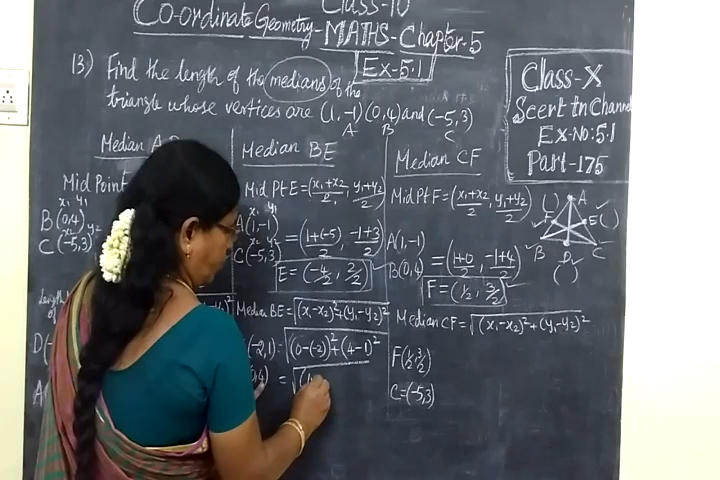 Class-10
Co-ordinate Geometry-MATHS-Chapter-5
Ex-5.1
13) Find the length of the medians of the
triangle whose vertices are (1,-1)(0,4) and (-5,3)
A B C
Class-X
Scert tn Channel
Ex-No:5.1
Part-175
Mid Point
x₁ y₁
B(0,4)
x₂ y₂
C(-5,3)
Median BE
Mid Pt E = (x₁+x₂/2, y₁+y₂/2)
x₁ y₁
A(1,-1)
x₂ y₂
C(-5,3)
= (1+(-5)/2, -1+3/2)
E = (-4/2, 2/2)
Median BE = √(x₁-x₂)²+(y₁-y₂)²
(-2,1) = √(0-(-2))²+(4-1)²
= √(
Median CF
Mid Pt F = (x₁+x₂/2, y₁+y₂/2)
A(1,-1)
B(0,4)
= (1+0/2, -1+4/2)
F = (1/2, 3/2)
Median CF = √(x₁-x₂)²+(y₁-y₂)²
F(1/2, 3/2)
C=(-5,3)
A
F E ( )
B D C
( )